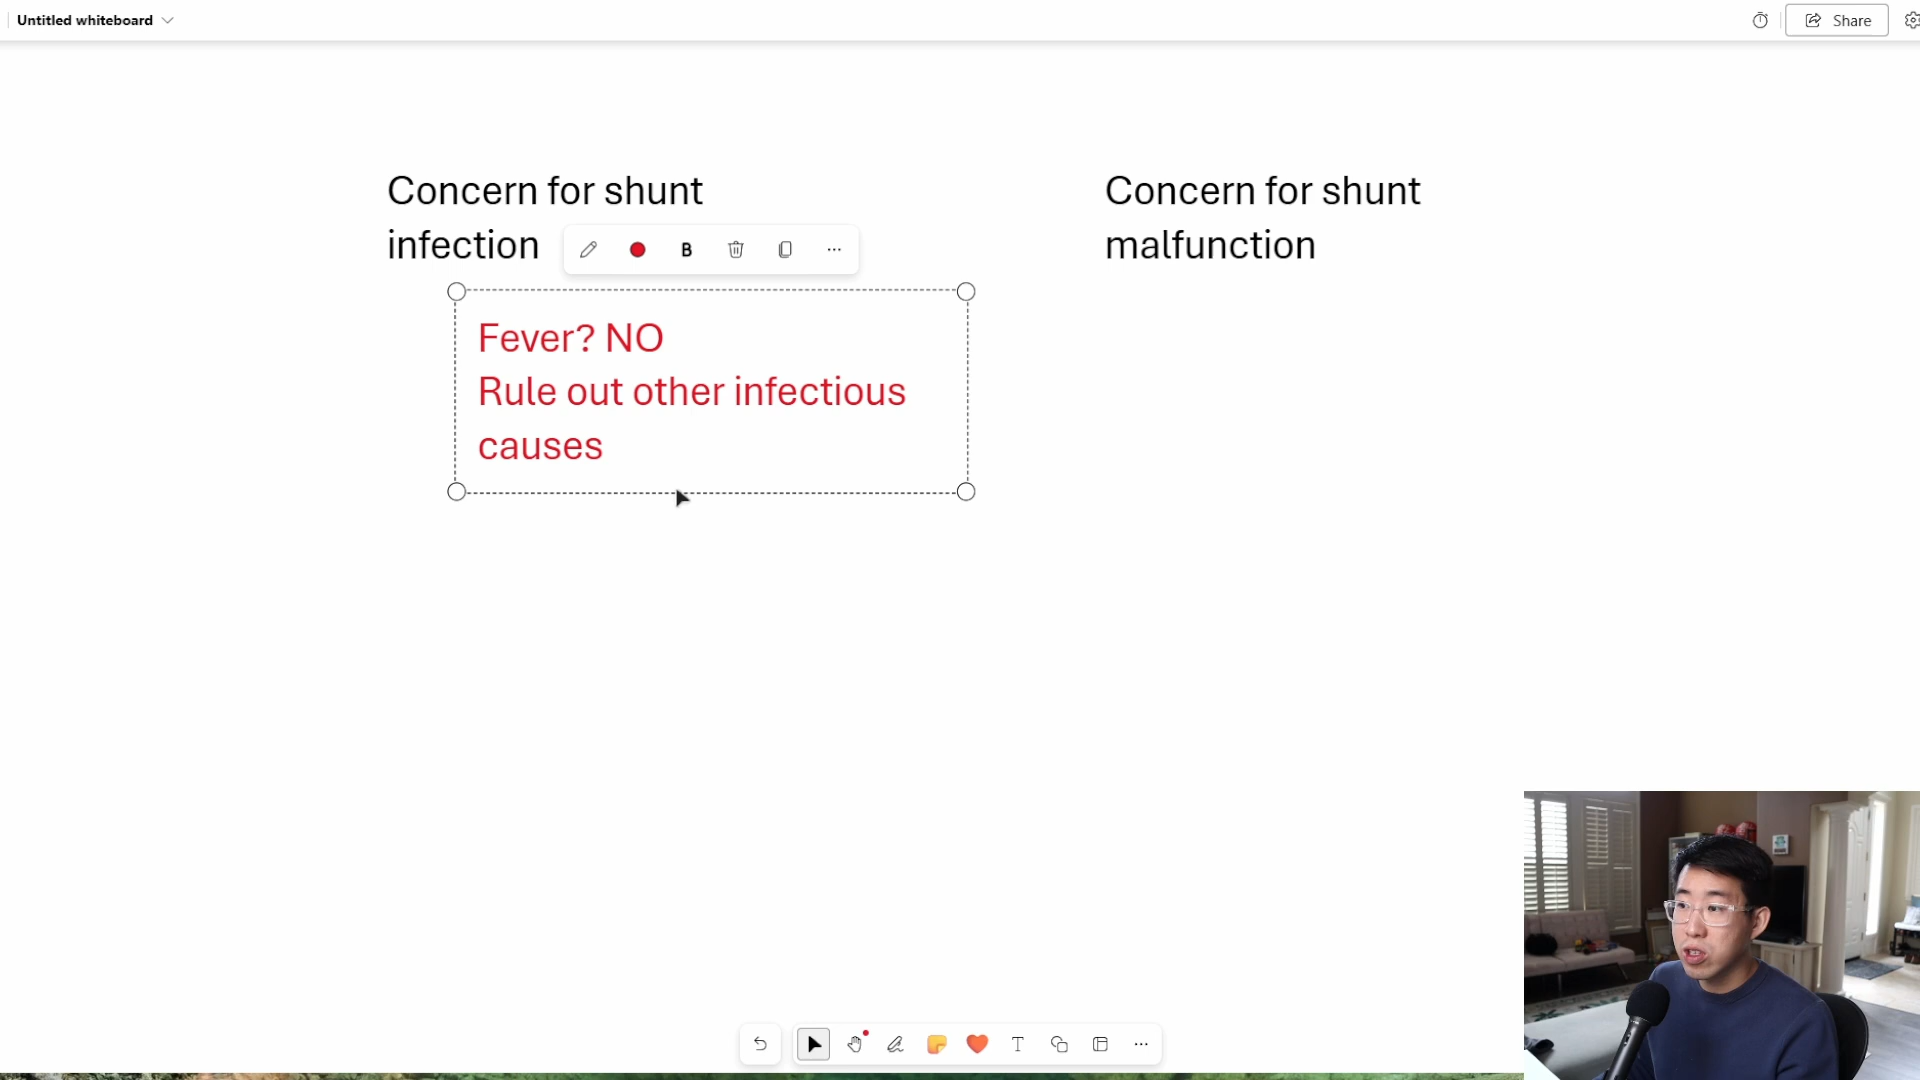 Untitled whiteboard
Share
Concern for shunt
infection
B
Fever? NO
Rule out other infectious
causes
Concern for shunt
malfunction
T